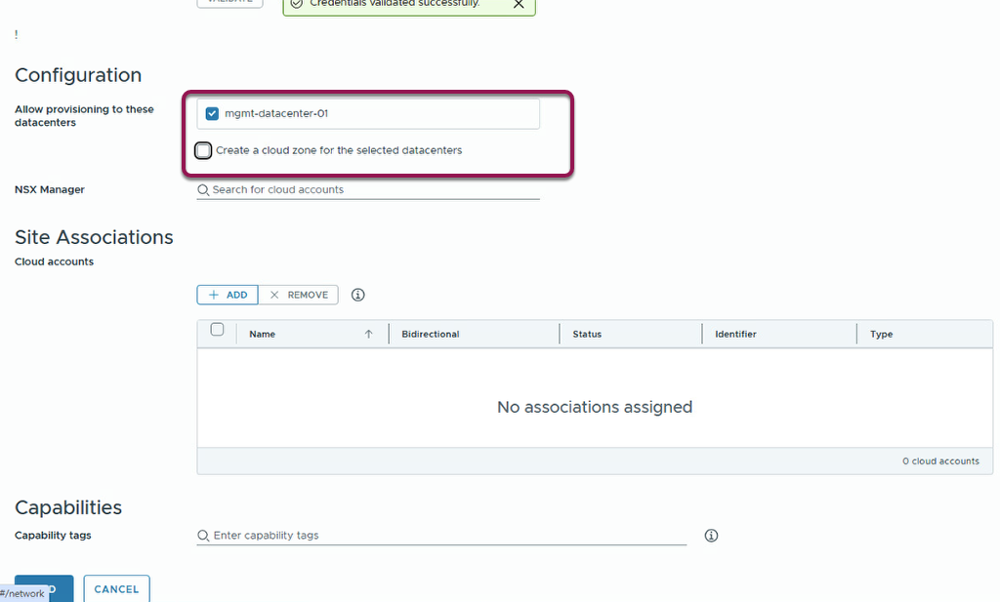 VALIDATE
Credentials validated successfully.
!
Configuration
Allow provisioning to these
datacenters
mgmt-datacenter-01
Create a cloud zone for the selected datacenters
NSX Manager
Search for cloud accounts
Site Associations
Cloud accounts
ADD
REMOVE
Name
Bidirectional
Status
Identifier
Type
No associations assigned
0 cloud accounts
Capabilities
Capability tags
Enter capability tags
CANCEL
#/network